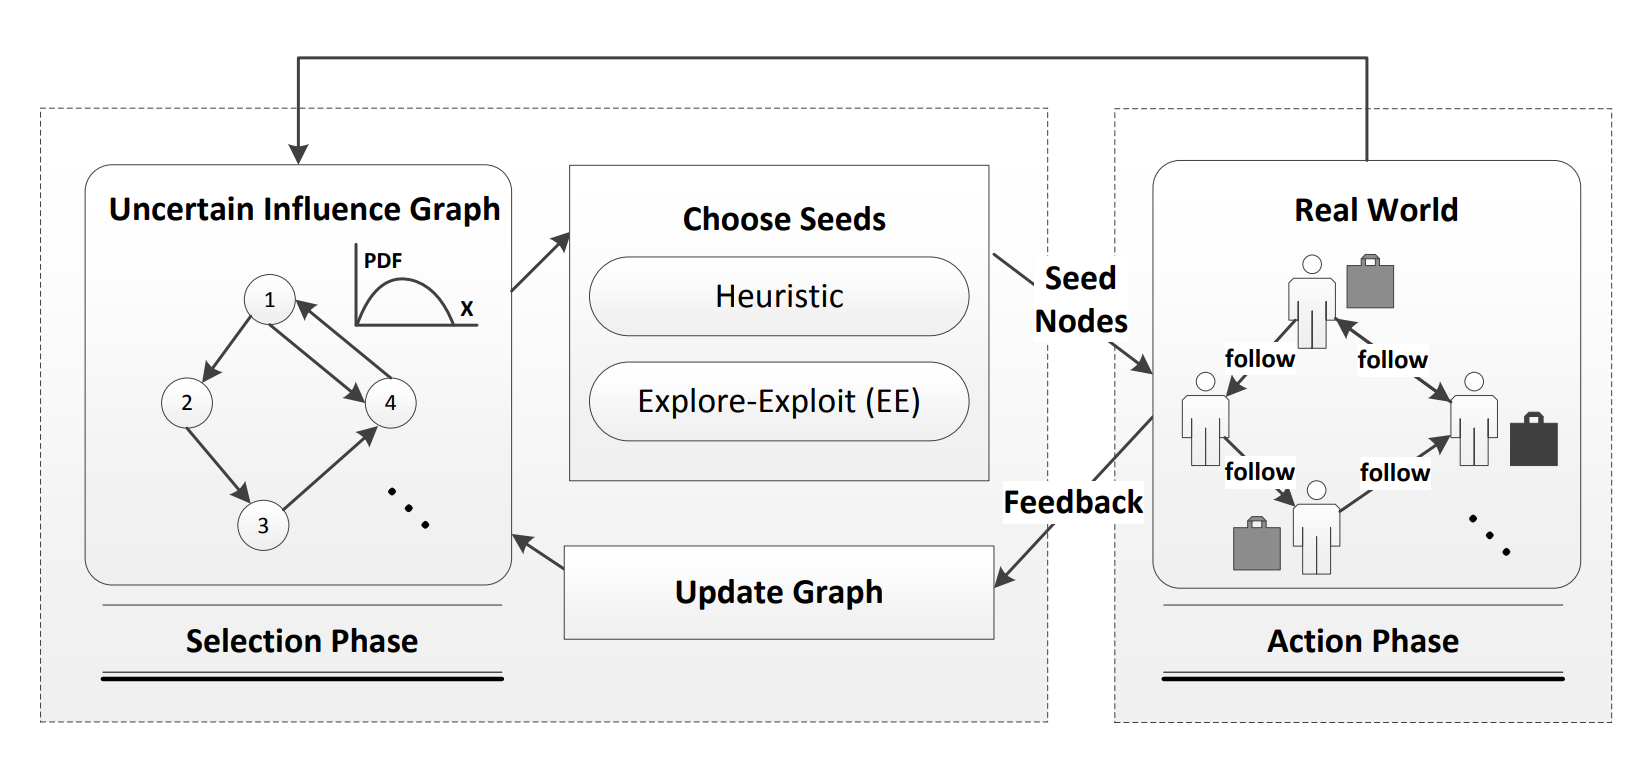 Uncertain Influence Graph
PDF
X
1
2
4
3
Selection Phase
Choose Seeds
Heuristic
Explore-Exploit (EE)
Update Graph
Seed
Nodes
Feedback
Real World
follow
follow
follow
follow
Action Phase